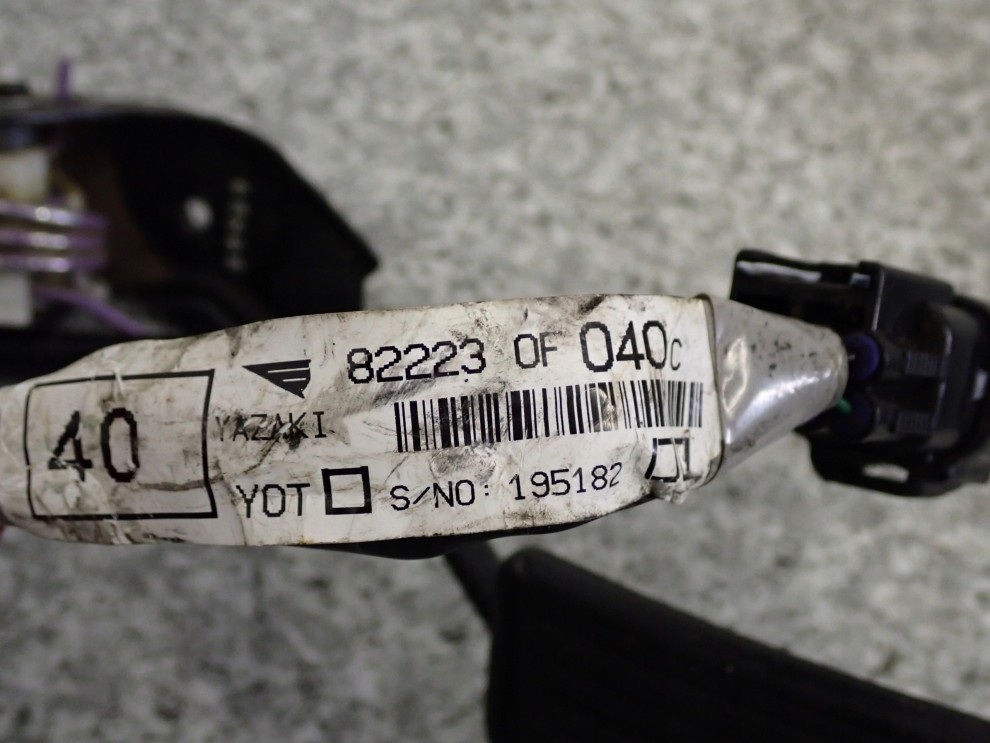 82223 0F 040C
40
YAZAKI
YOT S/NO: 195182